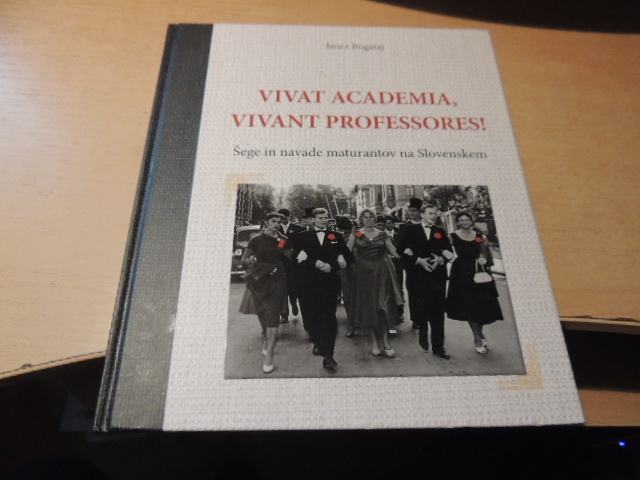 Janez Bogataj
VIVAT ACADEMIA,
VIVANT PROFESSORES!
Šege in navade maturantov na Slovenskem